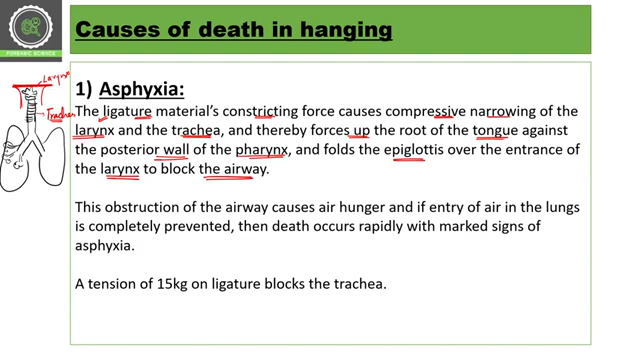 Causes of death in hanging
FORENSIC SCIENCE
Larynx
Trachea
1) Asphyxia:
The ligature material's constricting force causes compressive narrowing of the
larynx and the trachea, and thereby forces up the root of the tongue against
the posterior wall of the pharynx, and folds the epiglottis over the entrance of
the larynx to block the airway.
This obstruction of the airway causes air hunger and if entry of air in the lungs
is completely prevented, then death occurs rapidly with marked signs of
asphyxia.
A tension of 15kg on ligature blocks the trachea.